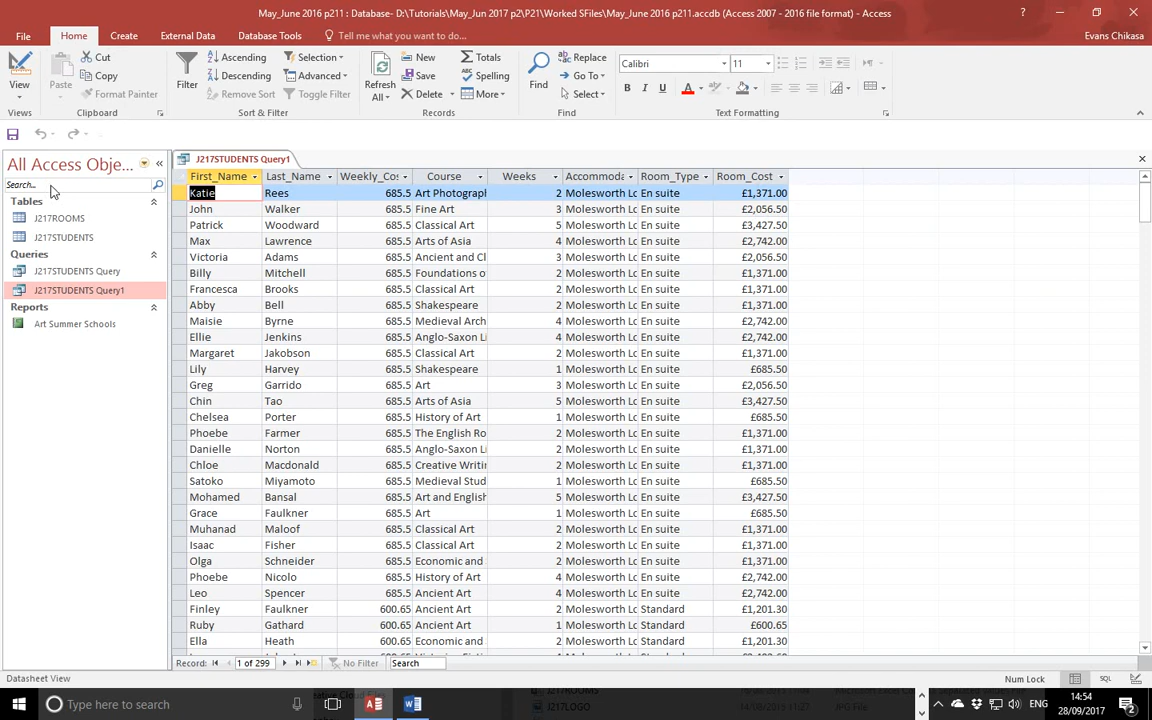 May_June 2016 p211 : Database- D:\Tutorials\May_Jun 2017 p2\P21\Worked SFiles\May_June 2016 p211.accdb (Access 2007 - 2016 file format) - Access
File Home Create External Data Database Tools Tell me what you want to do... Evans Chikasa
View
Views
Paste Cut Copy Format Painter
Clipboard
Filter Ascending Descending Remove Sort Selection Advanced Toggle Filter
Sort & Filter
Refresh All New Save Delete Totals Spelling More
Records
Find Replace Go To Select
Find
Calibri 11
B I U A
Text Formatting
All Access Obje...
Search...
Tables
J217ROOMS
J217STUDENTS
Queries
J217STUDENTS Query
J217STUDENTS Query1
Reports
Art Summer Schools
J217STUDENTS Query1
First_Name Last_Name Weekly_Cos Course Weeks Accommoda Room_Type Room_Cost
Katie Rees 685.5 Art Photograph 2 Molesworth Lo En suite £1,371.00
John Walker 685.5 Fine Art 3 Molesworth Lo En suite £2,056.50
Patrick Woodward 685.5 Classical Art 5 Molesworth Lo En suite £3,427.50
Max Lawrence 685.5 Arts of Asia 4 Molesworth Lo En suite £2,742.00
Victoria Adams 685.5 Ancient and Cl 3 Molesworth Lo En suite £2,056.50
Billy Mitchell 685.5 Foundations of 2 Molesworth Lo En suite £1,371.00
Francesca Brooks 685.5 Classical Art 2 Molesworth Lo En suite £1,371.00
Abby Bell 685.5 Shakespeare 2 Molesworth Lo En suite £1,371.00
Maisie Byrne 685.5 Medieval Arch 4 Molesworth Lo En suite £2,742.00
Ellie Jenkins 685.5 Anglo-Saxon Li 4 Molesworth Lo En suite £2,742.00
Margaret Jakobson 685.5 Classical Art 2 Molesworth Lo En suite £1,371.00
Lily Harvey 685.5 Shakespeare 1 Molesworth Lo En suite £685.50
Greg Garrido 685.5 Art 3 Molesworth Lo En suite £2,056.50
Chin Tao 685.5 Arts of Asia 5 Molesworth Lo En suite £3,427.50
Chelsea Porter 685.5 History of Art 1 Molesworth Lo En suite £685.50
Phoebe Farmer 685.5 The English Ro 2 Molesworth Lo En suite £1,371.00
Danielle Norton 685.5 Anglo-Saxon Li 2 Molesworth Lo En suite £1,371.00
Chloe Macdonald 685.5 Creative Writin 2 Molesworth Lo En suite £1,371.00
Satoko Miyamoto 685.5 Medieval Stud 1 Molesworth Lo En suite £685.50
Mohamed Bansal 685.5 Art and English 5 Molesworth Lo En suite £3,427.50
Grace Faulkner 685.5 Art 1 Molesworth Lo En suite £685.50
Muhanad Maloof 685.5 Classical Art 2 Molesworth Lo En suite £1,371.00
Isaac Fisher 685.5 Classical Art 2 Molesworth Lo En suite £1,371.00
Olga Schneider 685.5 Economic and 2 Molesworth Lo En suite £1,371.00
Phoebe Nicolo 685.5 History of Art 4 Molesworth Lo En suite £2,742.00
Leo Spencer 685.5 Ancient Art 4 Molesworth Lo En suite £2,742.00
Finley Faulkner 600.65 Ancient Art 2 Molesworth Lo Standard £1,201.30
Ruby Gathard 600.65 Ancient Art 1 Molesworth Lo Standard £600.65
Ella Heath 600.65 Economic and 2 Molesworth Lo Standard £1,201.30
Record: 1 of 299 No Filter Search
Datasheet View Num Lock SQL
Type here to search
J217ROOMS
J217LOGO
ENG 14:54
28/09/2017